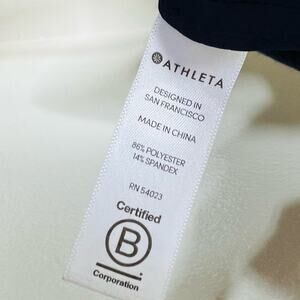 ATHLETA
DESIGNED IN
SAN FRANCISCO
MADE IN CHINA
86% POLYESTER
14% SPANDEX
RN 54023
Certified
B
Corporation